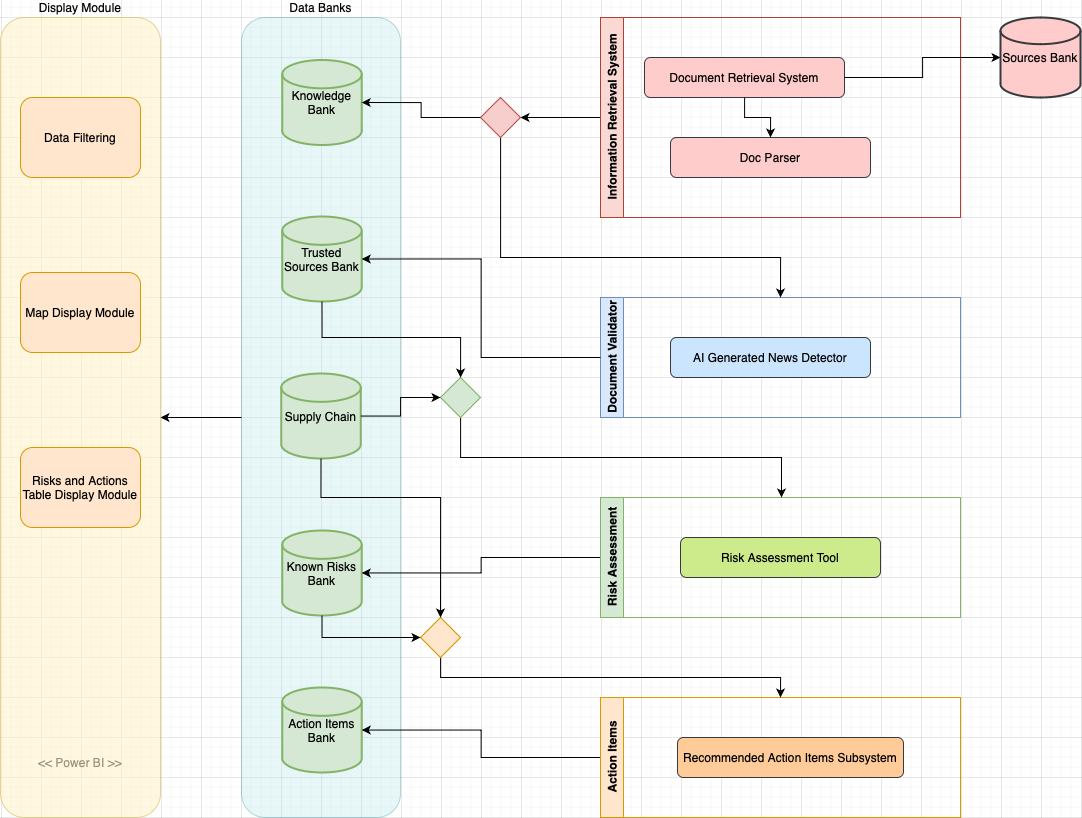 Display Module
Data Banks
Information Retrieval System
Document Retrieval System
Sources Bank
Doc Parser
Knowledge
Bank
Data Filtering
Trusted
Sources Bank
Map Display Module
Document Validator
AI Generated News Detector
Supply Chain
Risks and Actions
Table Display Module
Risk Assessment
Risk Assessment Tool
Known Risks
Bank
Action Items
Bank
Action Items
Recommended Action Items Subsystem
<< Power BI >>